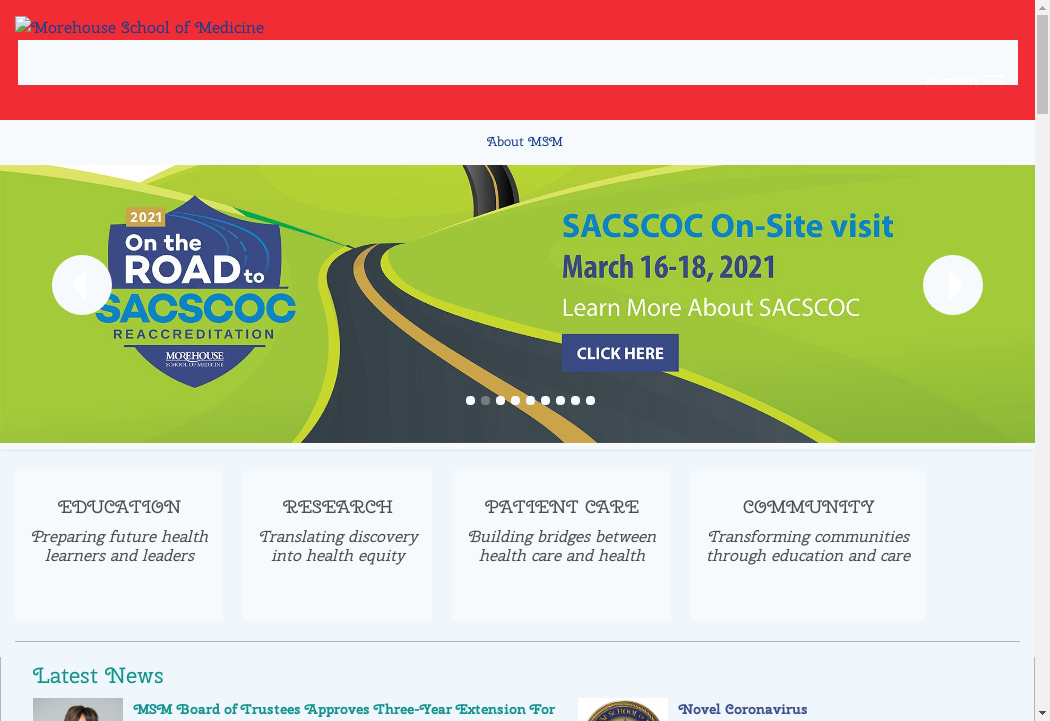 Morehouse School of Medicine
About MSM
2021
On the
ROAD to
SACSCOC
REACCREDITATION
MOREHOUSE
SCHOOL OF MEDICINE
SACSCOC On-Site visit
March 16-18, 2021
Learn More About SACSCOC
CLICK HERE
EDUCATION
Preparing future health
learners and leaders
RESEARCH
Translating discovery
into health equity
PATIENT CARE
Building bridges between
health care and health
COMMUNITY
Transforming communities
through education and care
Latest News
MSM Board of Trustees Approves Three-Year Extension For
Novel Coronavirus